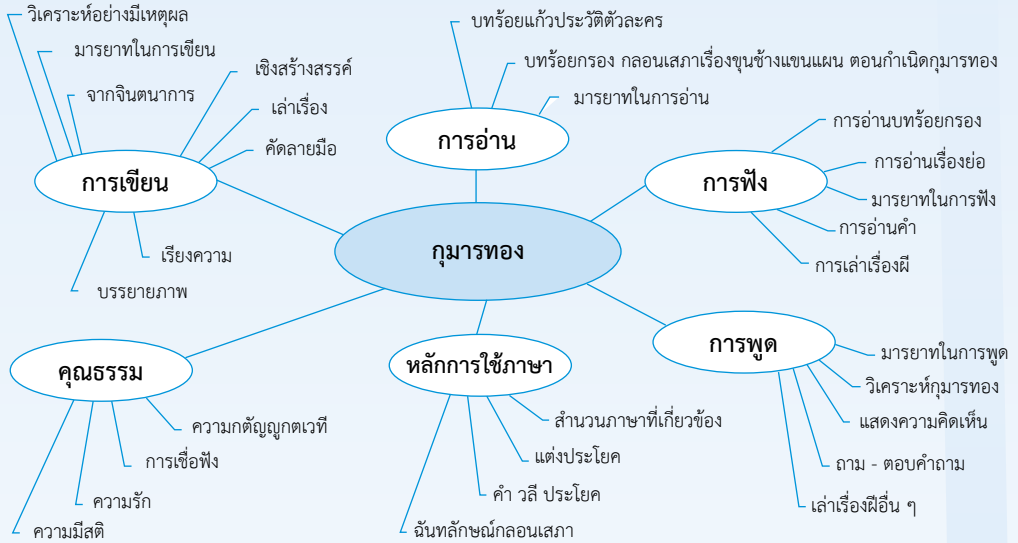 วิเคราะห์อย่างมีเหตุผล
มารยาทในการเขียน
จากจินตนาการ
เชิงสร้างสรรค์
เล่าเรื่อง
คัดลายมือ
การเขียน
เรียงความ
บรรยายภาพ
บทร้อยแก้วประวัติตัวละคร
บทร้อยกรอง กลอนเสภาเรื่องขุนช้างแขนแผน ตอนกำเนิดกุมารทอง
มารยาทในการอ่าน
การอ่าน
การอ่านบทร้อยกรอง
การอ่านเรื่องย่อ
มารยาทในการฟัง
การอ่านคำ
การเล่าเรื่องผี
การฟัง
กุมารทอง
คุณธรรม
ความกตัญญูกตเวที
การเชื่อฟัง
ความรัก
ความมีสติ
หลักการใช้ภาษา
สำนวนภาษาที่เกี่ยวข้อง
แต่งประโยค
คำ วลี ประโยค
ฉันทลักษณ์กลอนเสภา
การพูด
มารยาทในการพูด
วิเคราะห์กุมารทอง
แสดงความคิดเห็น
ถาม - ตอบคำถาม
เล่าเรื่องผีอื่น ๆ